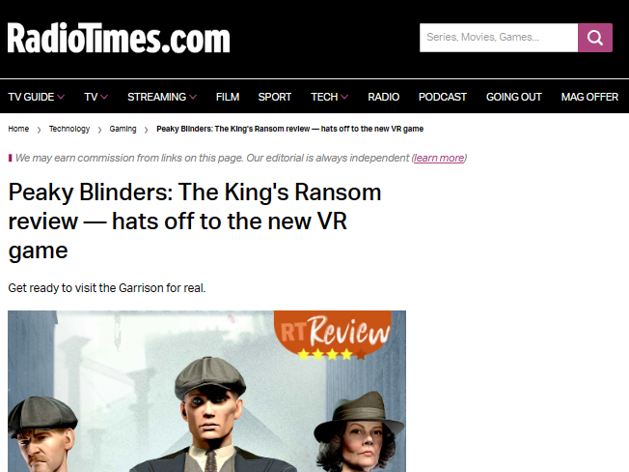 RadioTimes.com
Series, Movies, Games...
TV GUIDE TV STREAMING FILM SPORT TECH RADIO PODCAST GOING OUT MAG OFFER
Home > Technology > Gaming > Peaky Blinders: The King's Ransom review — hats off to the new VR game
We may earn commission from links on this page. Our editorial is always independent (learn more)
Peaky Blinders: The King's Ransom
review — hats off to the new VR
game
Get ready to visit the Garrison for real.
RT Review